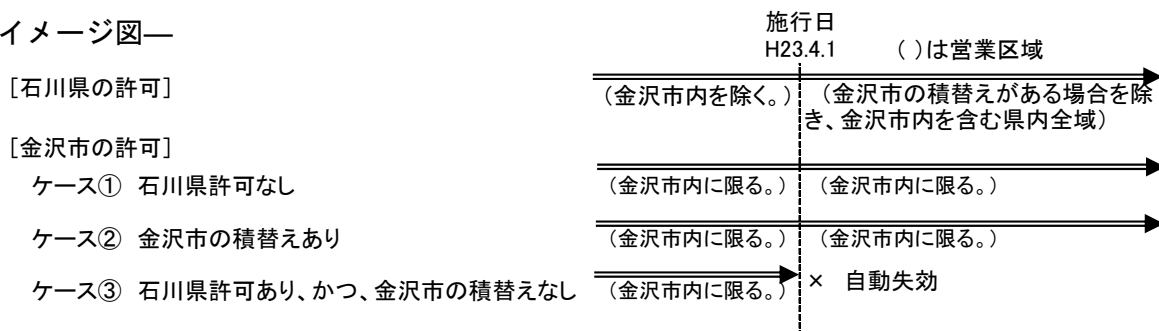 イメージ図―
施行日
H23.4.1 ( )は営業区域
[石川県の許可]
(金沢市内を除く。) (金沢市の積替えがある場合を除
き、金沢市内を含む県内全域)
[金沢市の許可]
ケース① 石川県許可なし (金沢市内に限る。) (金沢市内に限る。)
ケース② 金沢市の積替えあり (金沢市内に限る。) (金沢市内に限る。)
ケース③ 石川県許可あり、かつ、金沢市の積替えなし (金沢市内に限る。) × 自動失効